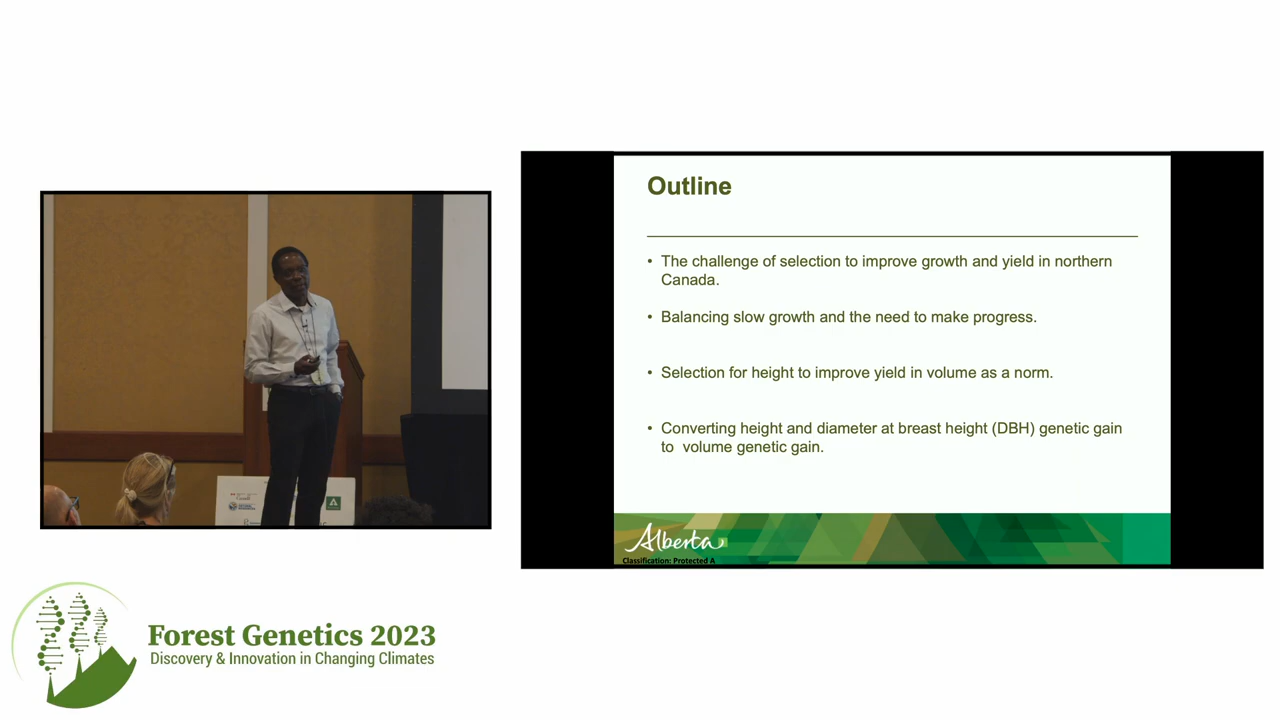 Outline
• The challenge of selection to improve growth and yield in northern
Canada.
• Balancing slow growth and the need to make progress.
• Selection for height to improve yield in volume as a norm.
• Converting height and diameter at breast height (DBH) genetic gain
to volume genetic gain.
Alberta
Classification: Protected A
Forest Genetics 2023
Discovery & Innovation in Changing Climates